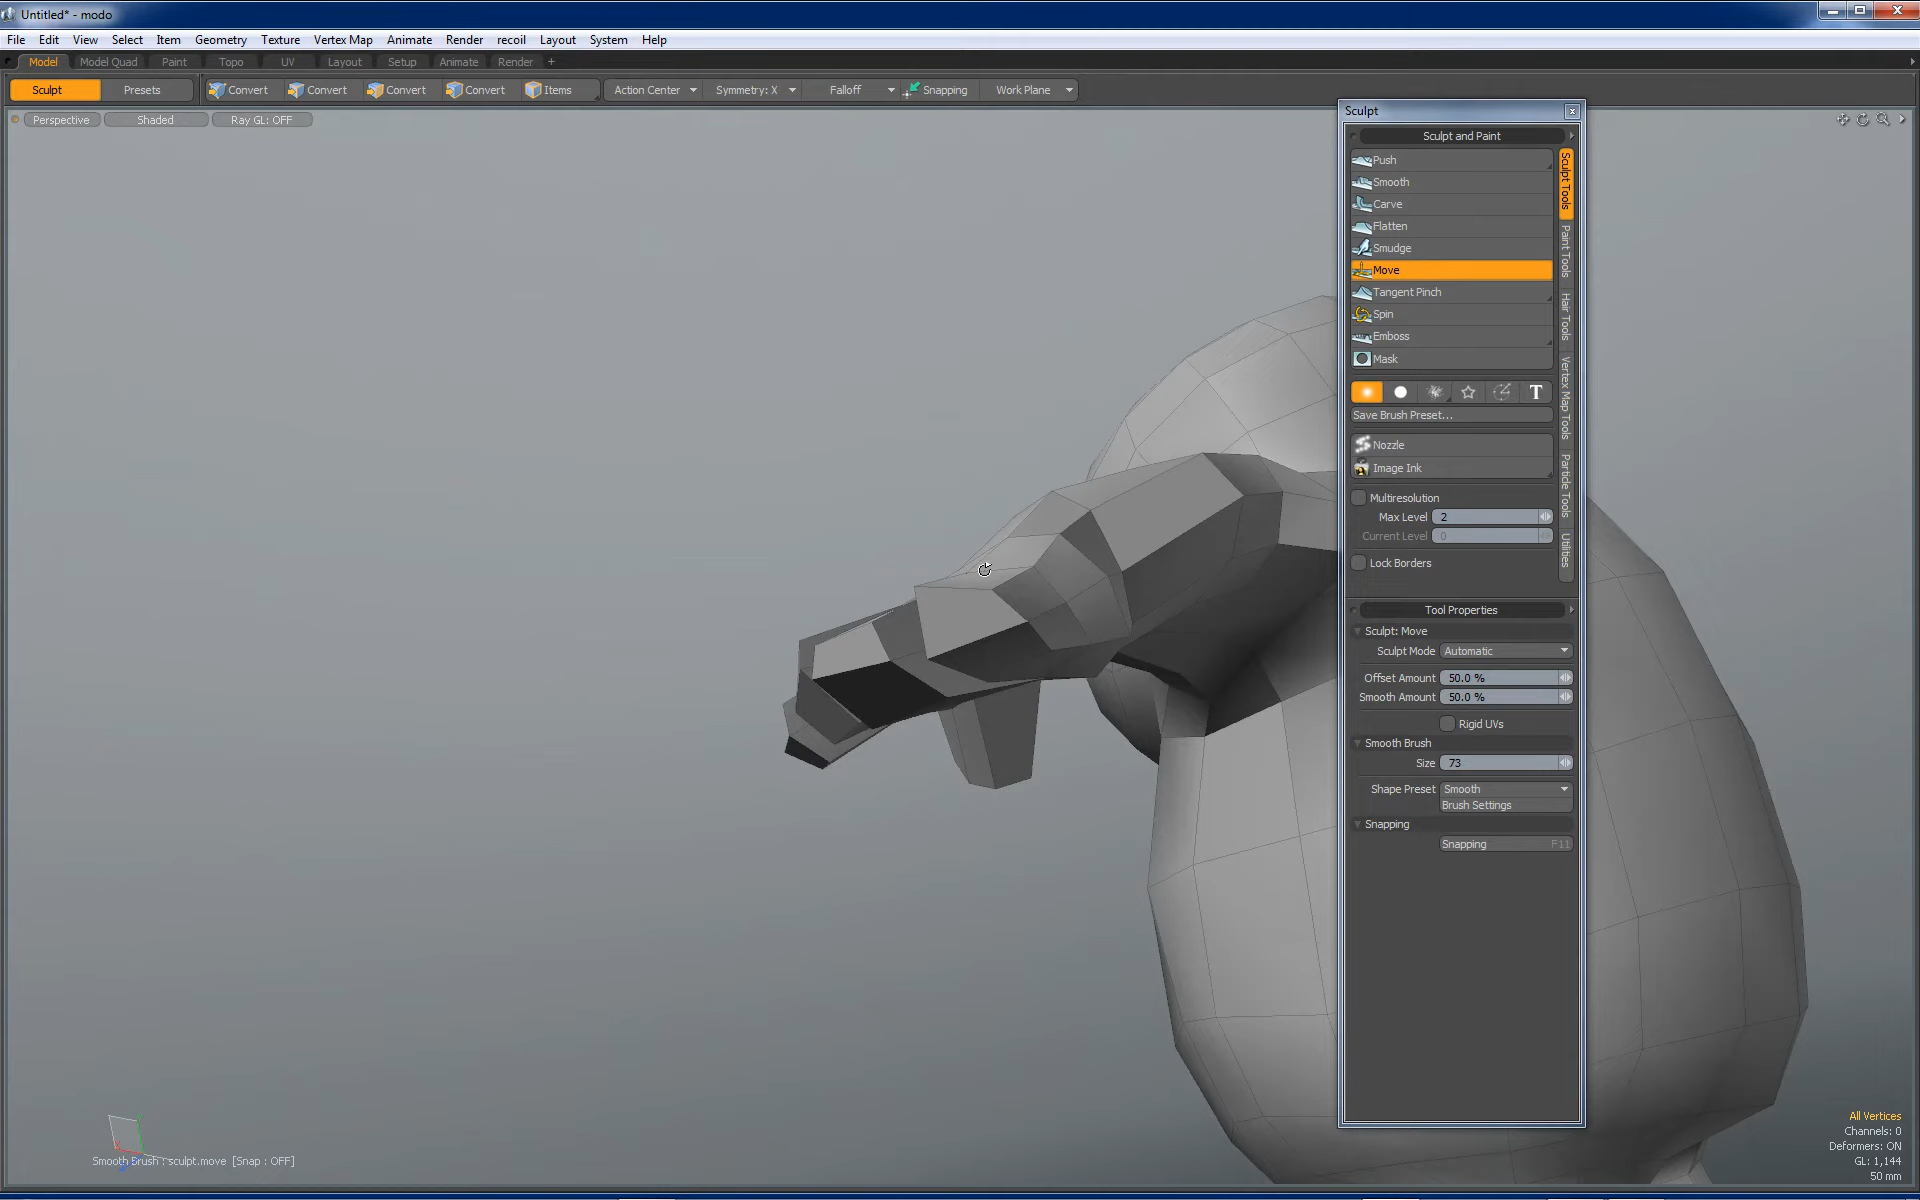 Untitled* - modo
File Edit View Select Item Geometry Texture Vertex Map Animate Render recoil Layout System Help
Model Model Quad Paint Topo UV Layout Setup Animate Render +
Sculpt Presets Convert Convert Convert Convert Items Action Center Symmetry: X Falloff Snapping Work Plane
Perspective Shaded Ray GL: OFF
Sculpt
Sculpt and Paint
Push
Smooth
Carve
Flatten
Smudge
Move
Tangent Pinch
Spin
Emboss
Mask
T
Save Brush Preset...
Nozzle
Image Ink
Multiresolution
Max Level 2
Current Level 0
Lock Borders
Sculpt Tools
Paint Tools
Hair Tools
Vertex Map Tools
Particle Tools
Utilities
Tool Properties
Sculpt: Move
Sculpt Mode Automatic
Offset Amount 50.0 %
Smooth Amount 50.0 %
Rigid UVs
Smooth Brush
Size 73
Shape Preset Smooth
Brush Settings
Snapping
Snapping F11
All Vertices
Channels: 0
Deformers: ON
GL: 1,144
50 mm
Smooth Brush : sculpt.move [Snap : OFF]